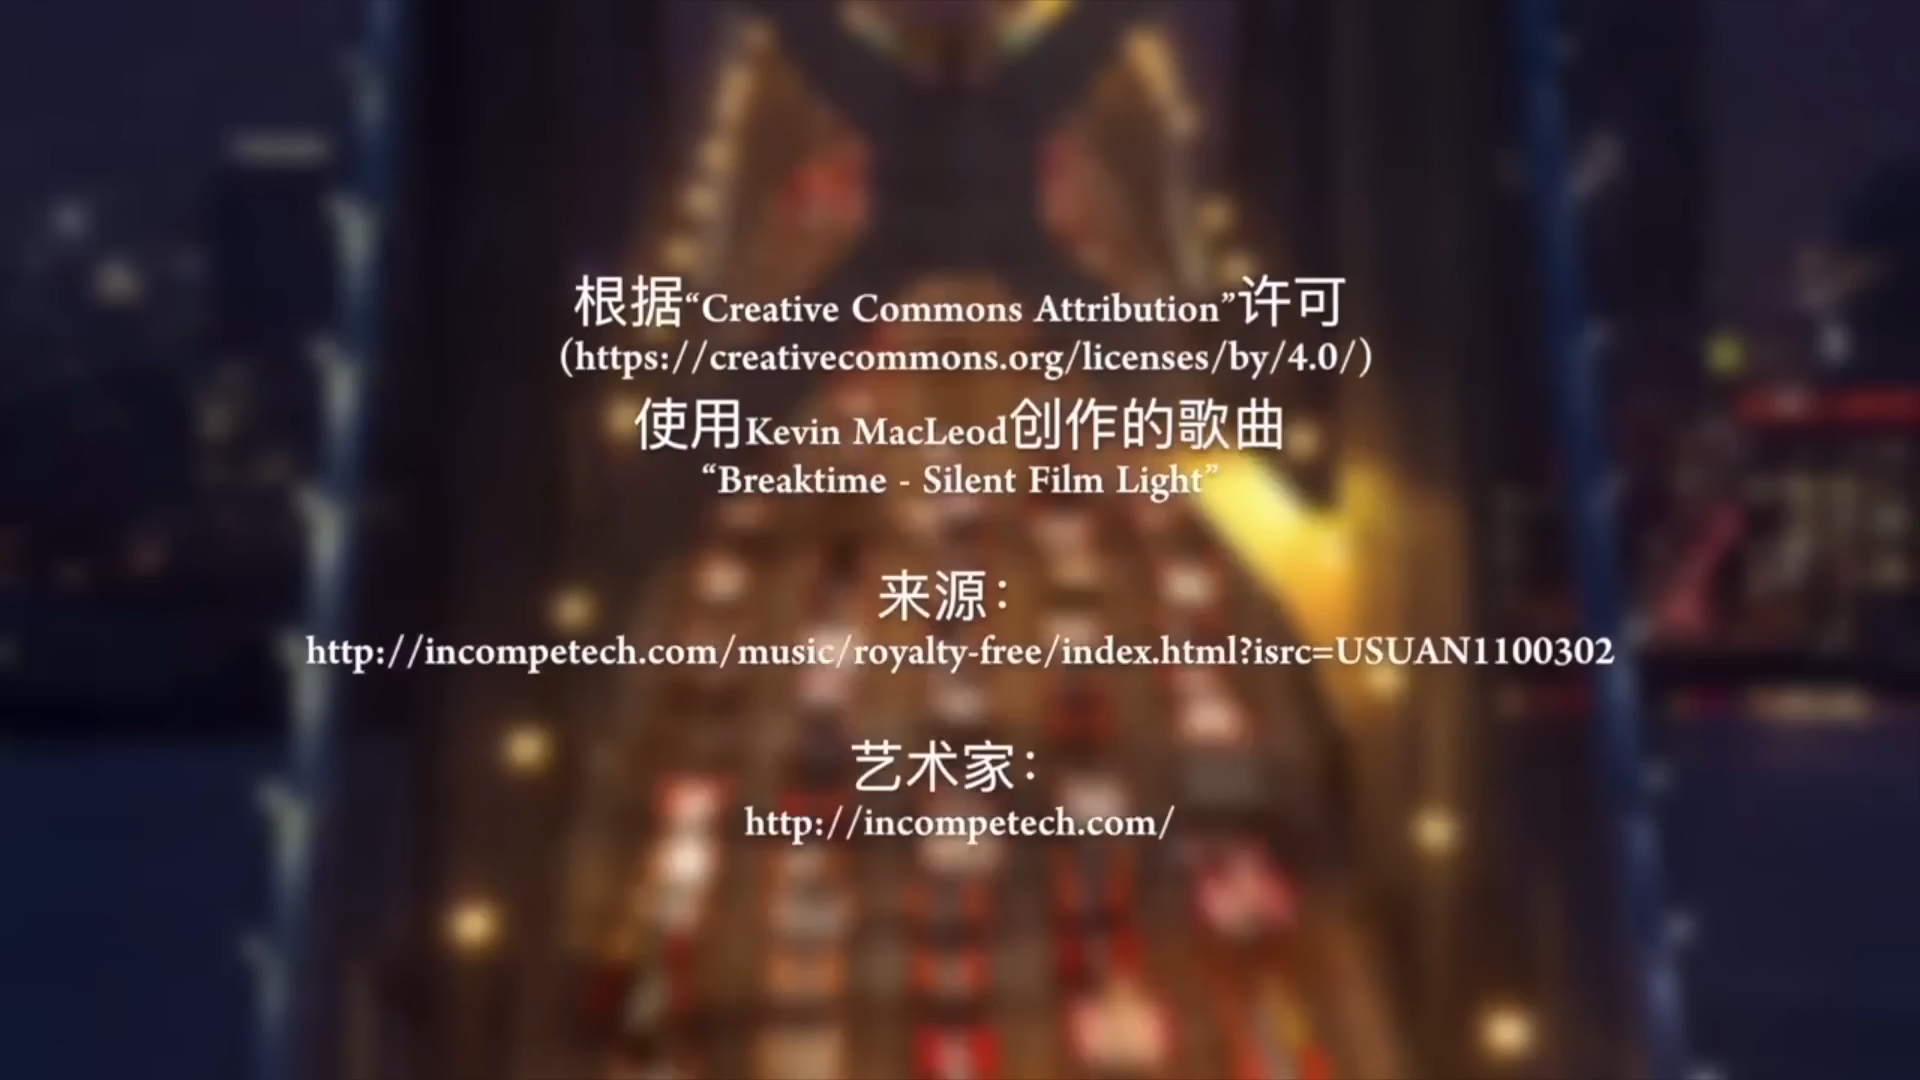 根据“Creative Commons Attribution”许可
(https://creativecommons.org/licenses/by/4.0/)
使用Kevin MacLeod创作的歌曲
“Breaktime - Silent Film Light”
来源：
http://incompetech.com/music/royalty-free/index.html?isrc=USUAN1100302
艺术家：
http://incompetech.com/